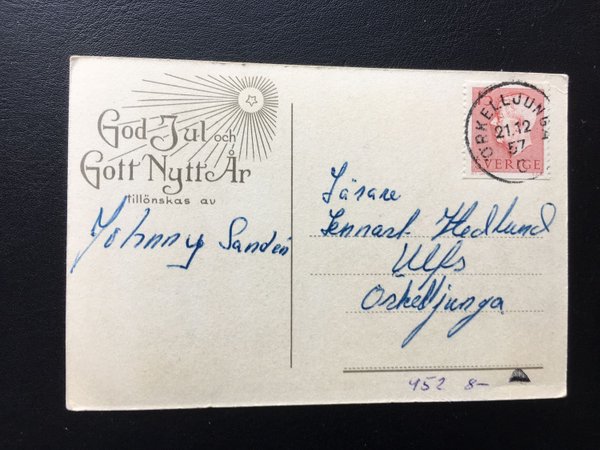 God Jul och
Gott Nytt År
tillönskas av
Johnny Sandén
ÖRKELLJUNGA
21.12
57
SVERIGE
Lärare
Lennart Hedlund
Ulfs
Örkelljunga
452 8-